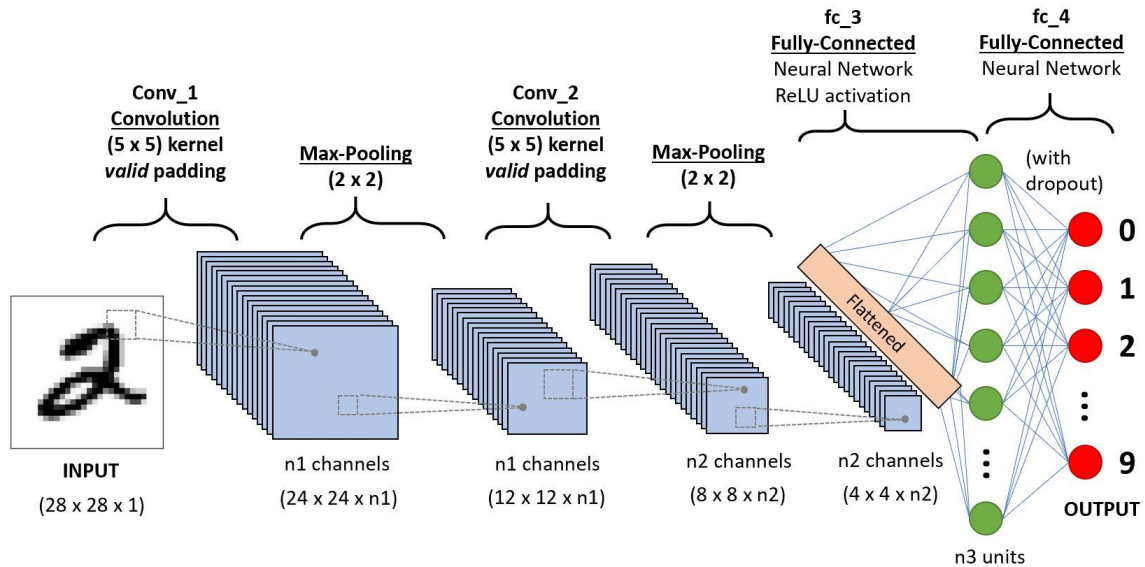 fc_3
Fully-Connected
Neural Network
ReLU activation
fc_4
Fully-Connected
Neural Network
Conv_1
Convolution
(5 x 5) kernel
valid padding
Max-Pooling
(2 x 2)
Conv_2
Convolution
(5 x 5) kernel
valid padding
Max-Pooling
(2 x 2)
(with
dropout)
Flattened
0
1
2
9
INPUT
(28 x 28 x 1)
n1 channels
(24 x 24 x n1)
n1 channels
(12 x 12 x n1)
n2 channels
(8 x 8 x n2)
n2 channels
(4 x 4 x n2)
OUTPUT
n3 units